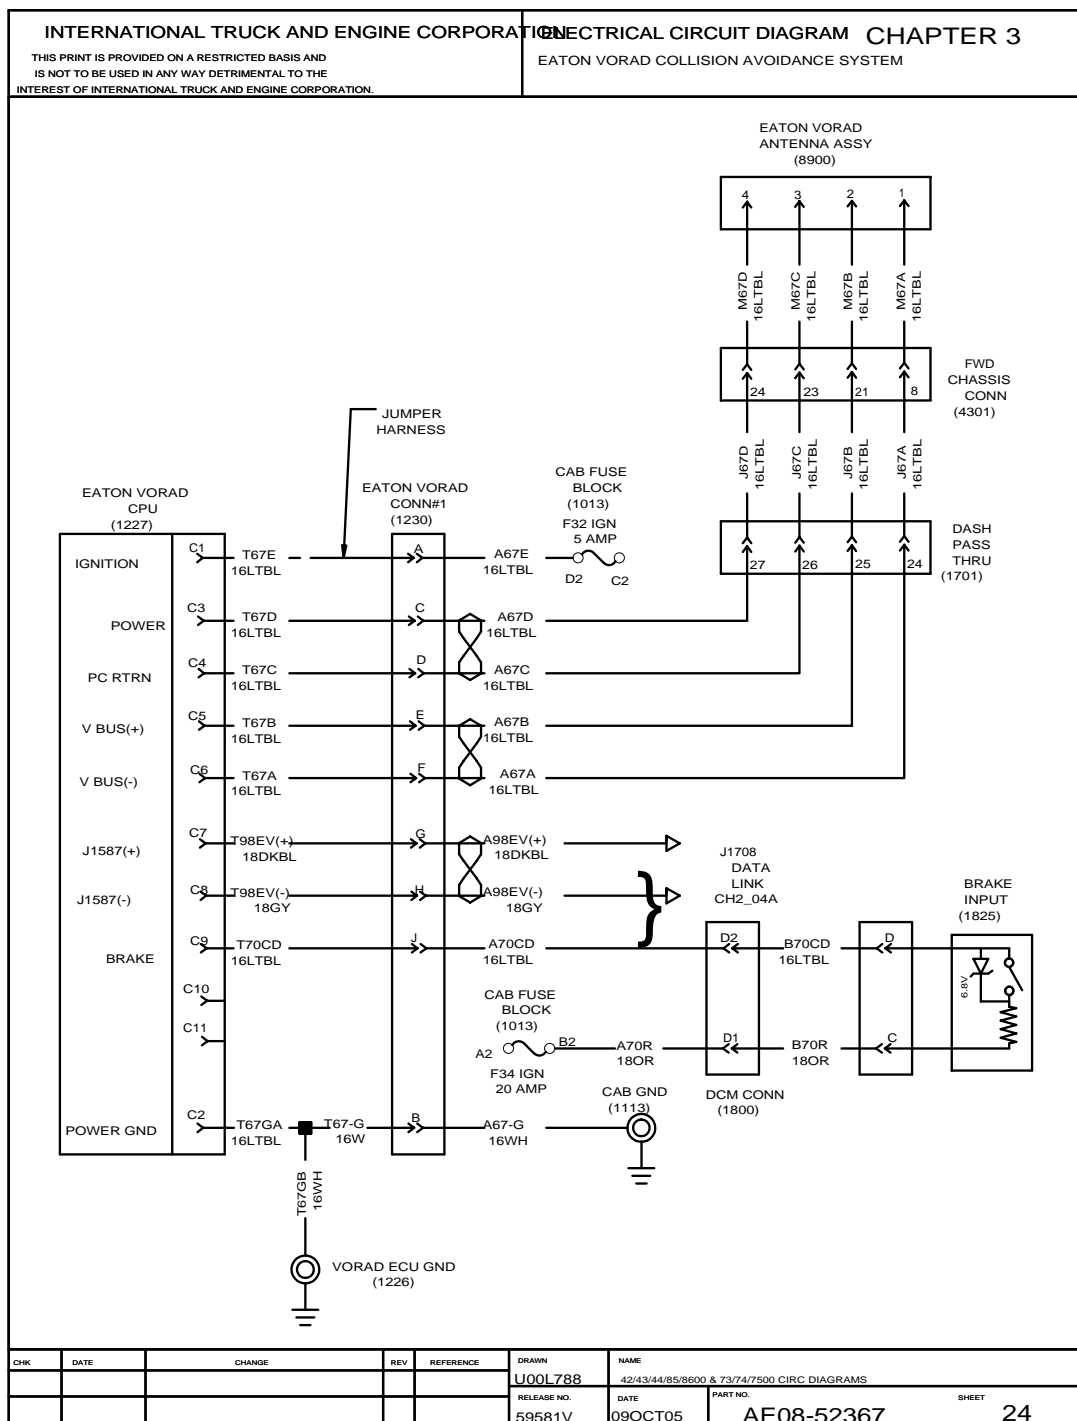 INTERNATIONAL TRUCK AND ENGINE CORPORATION
THIS PRINT IS PROVIDED ON A RESTRICTED BASIS AND
IS NOT TO BE USED IN ANY WAY DETRIMENTAL TO THE
INTEREST OF INTERNATIONAL TRUCK AND ENGINE CORPORATION.
ELECTRICAL CIRCUIT DIAGRAM CHAPTER 3
EATON VORAD COLLISION AVOIDANCE SYSTEM
EATON VORAD
ANTENNA ASSY
(8900)
4 3 2 1
M67D
16LTBL
M67C
16LTBL
M67B
16LTBL
M67A
16LTBL
FWD
CHASSIS
CONN
(4301)
24 23 21 8
J67D
16LTBL
J67C
16LTBL
J67B
16LTBL
J67A
16LTBL
DASH
PASS
THRU
(1701)
27 26 25 24
JUMPER
HARNESS
EATON VORAD
CPU
(1227)
EATON VORAD
CONN#1
(1230)
CAB FUSE
BLOCK
(1013)
F32 IGN
5 AMP
D2 C2
IGNITION C1 T67E
16LTBL
A A67E
16LTBL
POWER C3 T67D
16LTBL
C A67D
16LTBL
PC RTRN C4 T67C
16LTBL
D A67C
16LTBL
V BUS(+) C5 T67B
16LTBL
E A67B
16LTBL
V BUS(-) C6 T67A
16LTBL
F A67A
16LTBL
J1587(+) C7 T98EV(+)
18DKBL
G A98EV(+)
18DKBL
J1587(-) C8 T98EV(-)
18GY
H A98EV(-)
18GY
J1708
DATA
LINK
CH2_04A
BRAKE C9 T70CD
16LTBL
J A70CD
16LTBL
D2 B70CD
16LTBL
D
BRAKE
INPUT
(1825)
6.8V
C10
C11
CAB FUSE
BLOCK
(1013)
A2 B2
F34 IGN
20 AMP
A70R
18OR
D1 B70R
18OR
C
DCM CONN
(1800)
CAB GND
(1113)
POWER GND C2 T67GA
16LTBL
T67-G
16W
B A67-G
16WH
T67GB
16WH
VORAD ECU GND
(1226)
CHK DATE CHANGE REV REFERENCE
DRAWN
U00L788
NAME
42/43/44/85/8600 & 73/74/7500 CIRC DIAGRAMS
RELEASE NO.
59581V
DATE
09OCT05
PART NO.
AE08-52367
SHEET
24